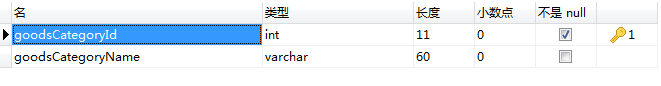 名 类型 长度 小数点 不是 null
goodsCategoryId int 11 0 1
goodsCategoryName varchar 60 0